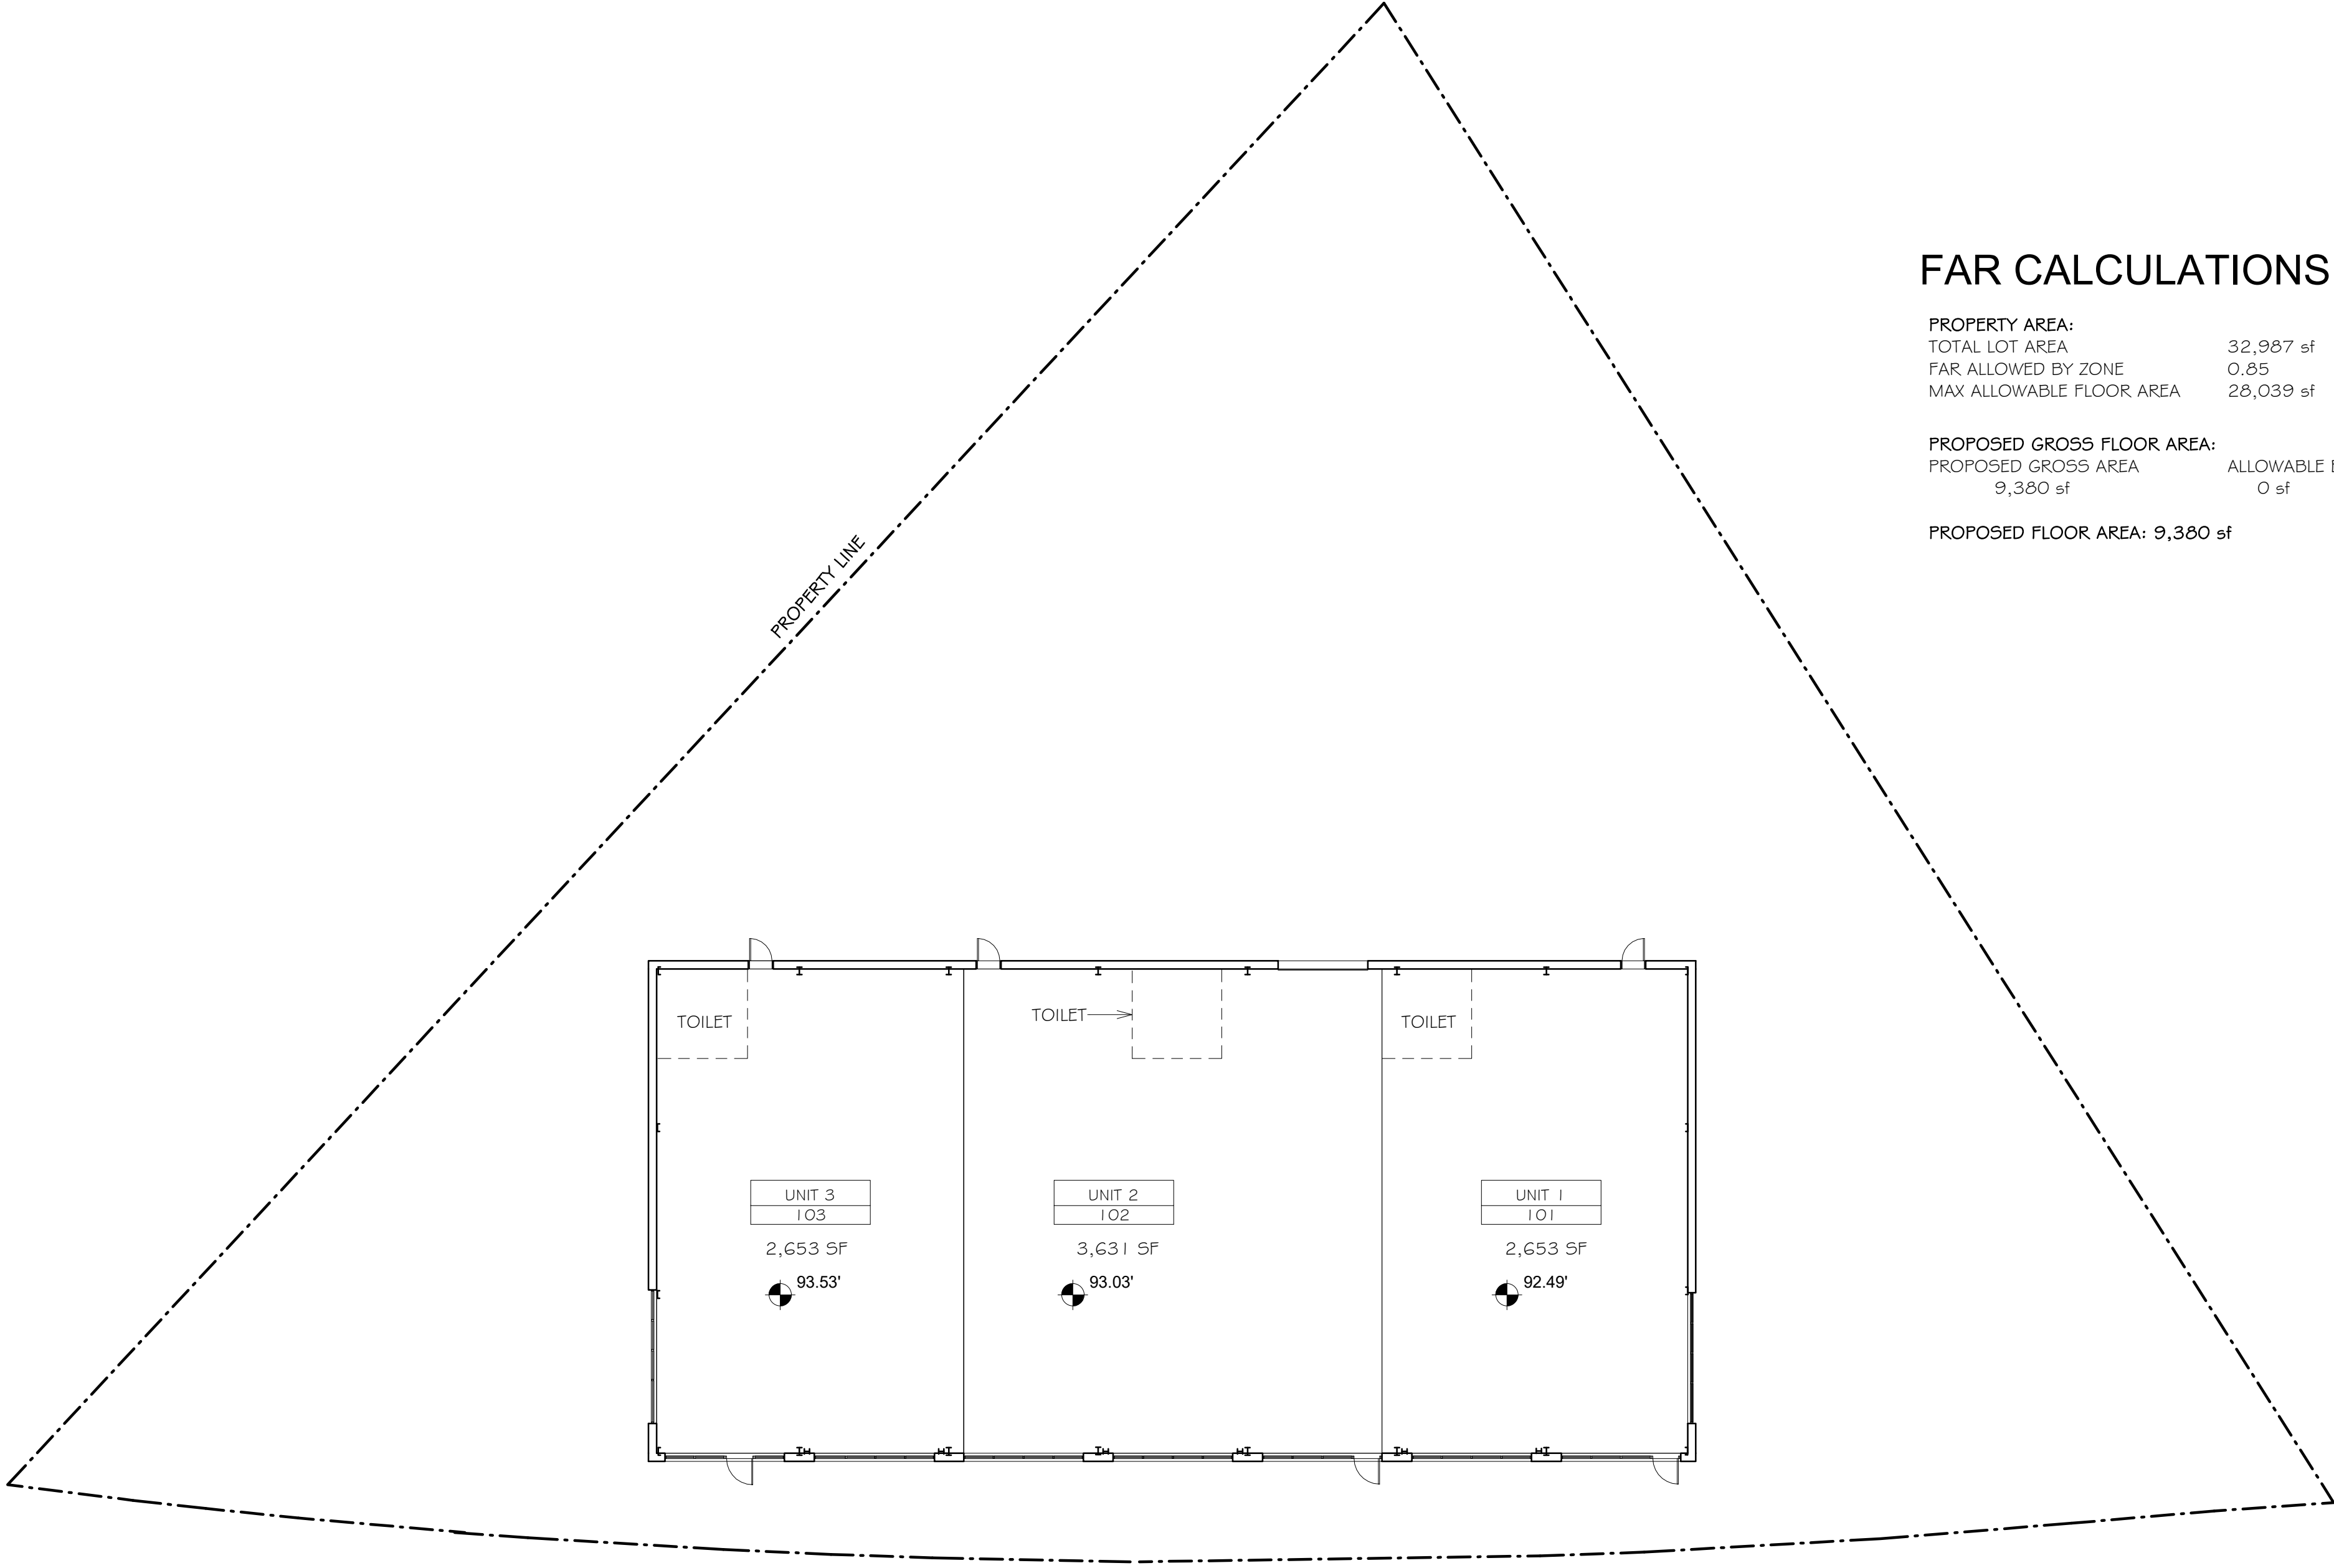 FAR CALCULATIONS
PROPERTY AREA:
TOTAL LOT AREA 32,987 sf
FAR ALLOWED BY ZONE 0.85
MAX ALLOWABLE FLOOR AREA 28,039 sf
PROPOSED GROSS FLOOR AREA:
PROPOSED GROSS AREA ALLOWABLE
9,380 sf 0 sf
PROPOSED FLOOR AREA: 9,380 sf
PROPERTY LINE
TOILET
TOILET
TOILET
UNIT 3
103
2,653 SF
93.53'
UNIT 2
102
3,631 SF
93.03'
UNIT 1
101
2,653 SF
92.49'